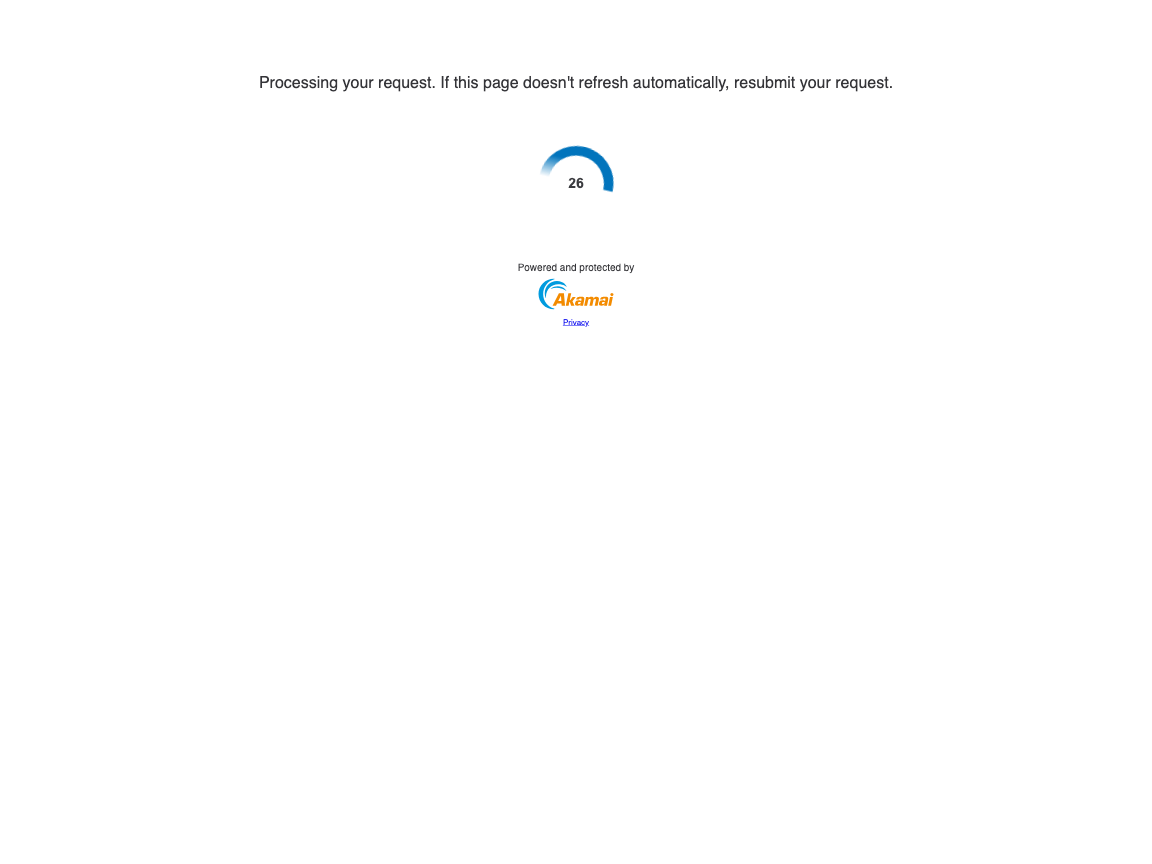 Processing your request. If this page doesn't refresh automatically, resubmit your request.
26
Powered and protected by
Akamai
Privacy